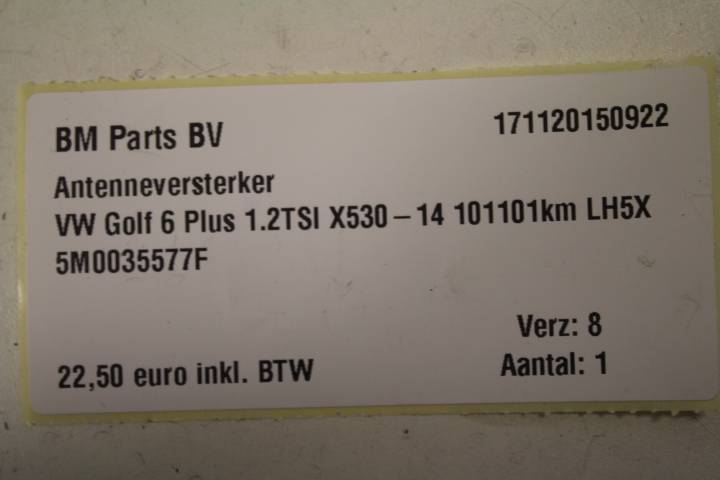 BM Parts BV 171120150922
Antenneversterker
VW Golf 6 Plus 1.2TSI X530-14 101101km LH5X
5M0035577F
Verz: 8
22,50 euro inkl. BTW Aantal: 1